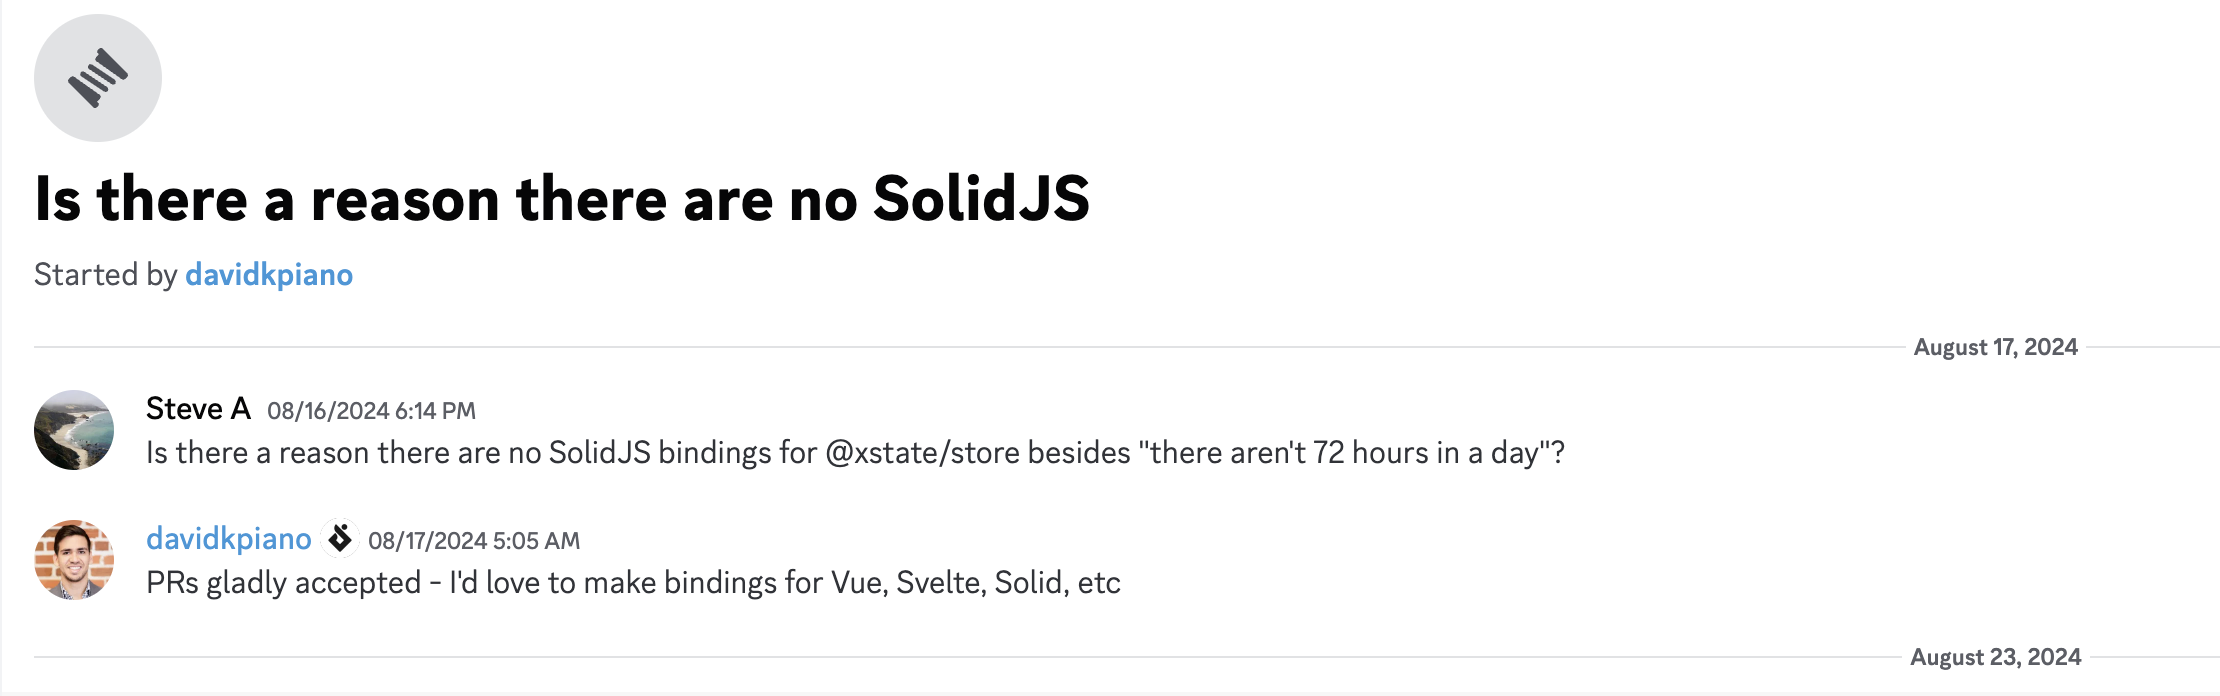 Is there a reason there are no SolidJS
Started by davidkpiano
August 17, 2024
Steve A 08/16/2024 6:14 PM
Is there a reason there are no SolidJS bindings for @xstate/store besides "there aren't 72 hours in a day"?
davidkpiano 08/17/2024 5:05 AM
PRs gladly accepted - I'd love to make bindings for Vue, Svelte, Solid, etc
August 23, 2024